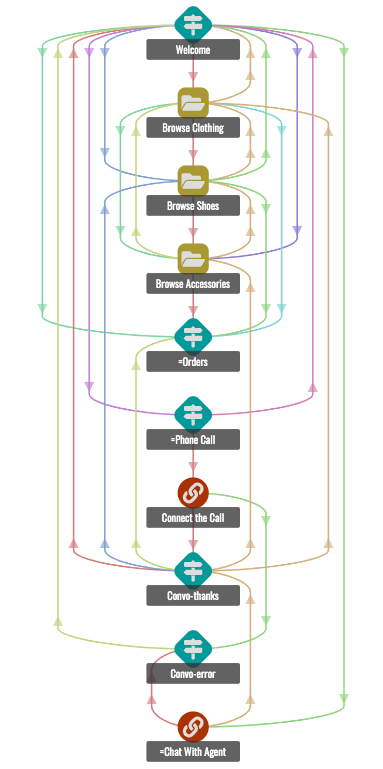 Welcome
Browse Clothing
Browse Shoes
Browse Accessories
=Orders
=Phone Call
Connect the Call
Convo-thanks
Convo-error
=Chat With Agent